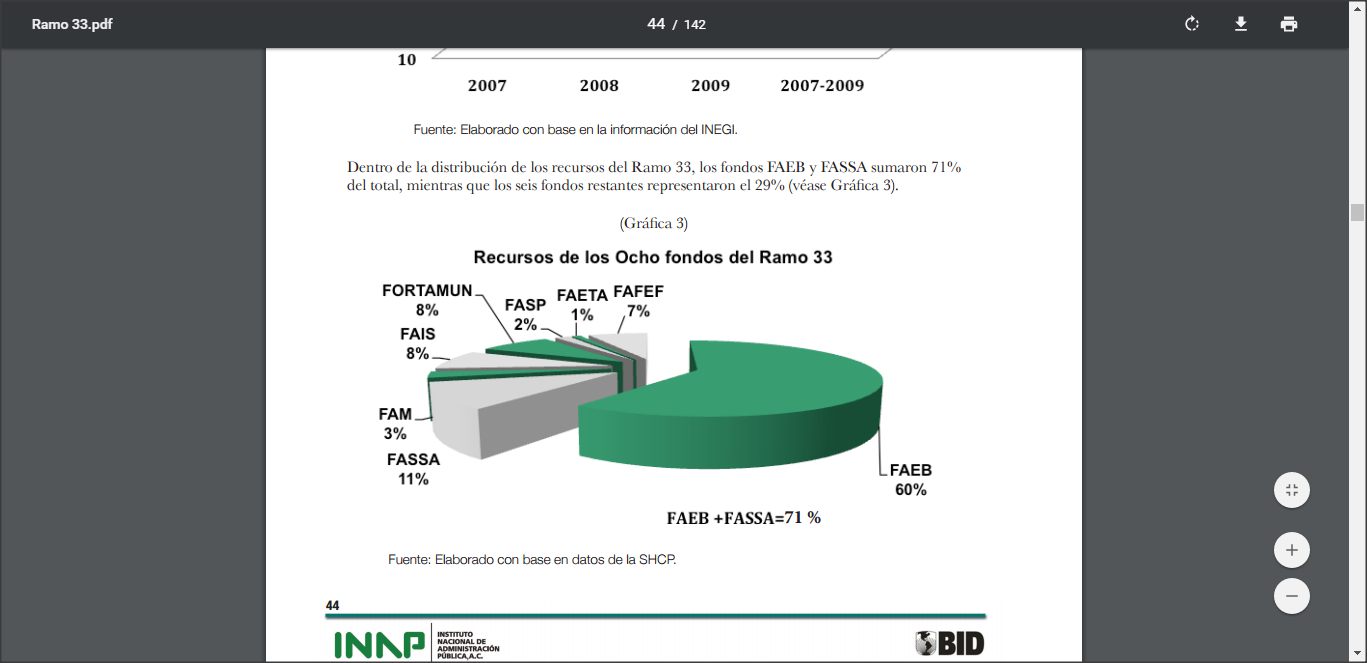 Ramo 33.pdf
44 / 142
10
2007 2008 2009 2007-2009
Fuente: Elaborado con base en la información del INEGI.
Dentro de la distribución de los recursos del Ramo 33, los fondos FAEB y FASSA sumaron 71%
del total, mientras que los seis fondos restantes representaron el 29% (véase Gráfica 3).
(Gráfica 3)
Recursos de los Ocho fondos del Ramo 33
FORTAMUN
8%
FASP
2%
FAETA
1%
FAFEF
7%
FAIS
8%
FAM
3%
FASSA
11%
FAEB
60%
FAEB +FASSA=71 %
Fuente: Elaborado con base en datos de la SHCP.
44
INAP
INSTITUTO
NACIONAL DE
ADMINISTRACIÓN
PÚBLICA,A.C.
BID